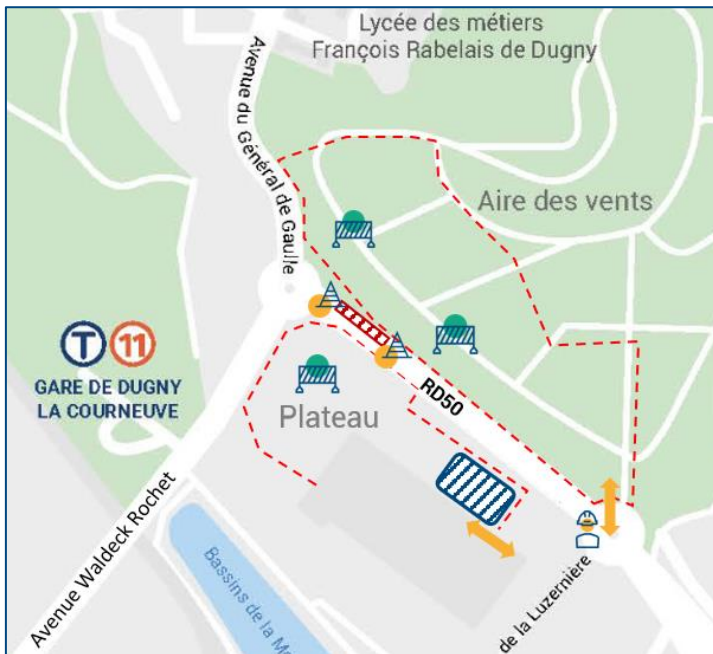 Lycée des métiers
François Rabelais de Dugny
Avenue du Général de Gaulle
Aire des vents
T 11
GARE DE DUGNY
LA COURNEUVE
RD50
Plateau
Avenue Waldeck Rochet
Bassins de la
de la Luzernière